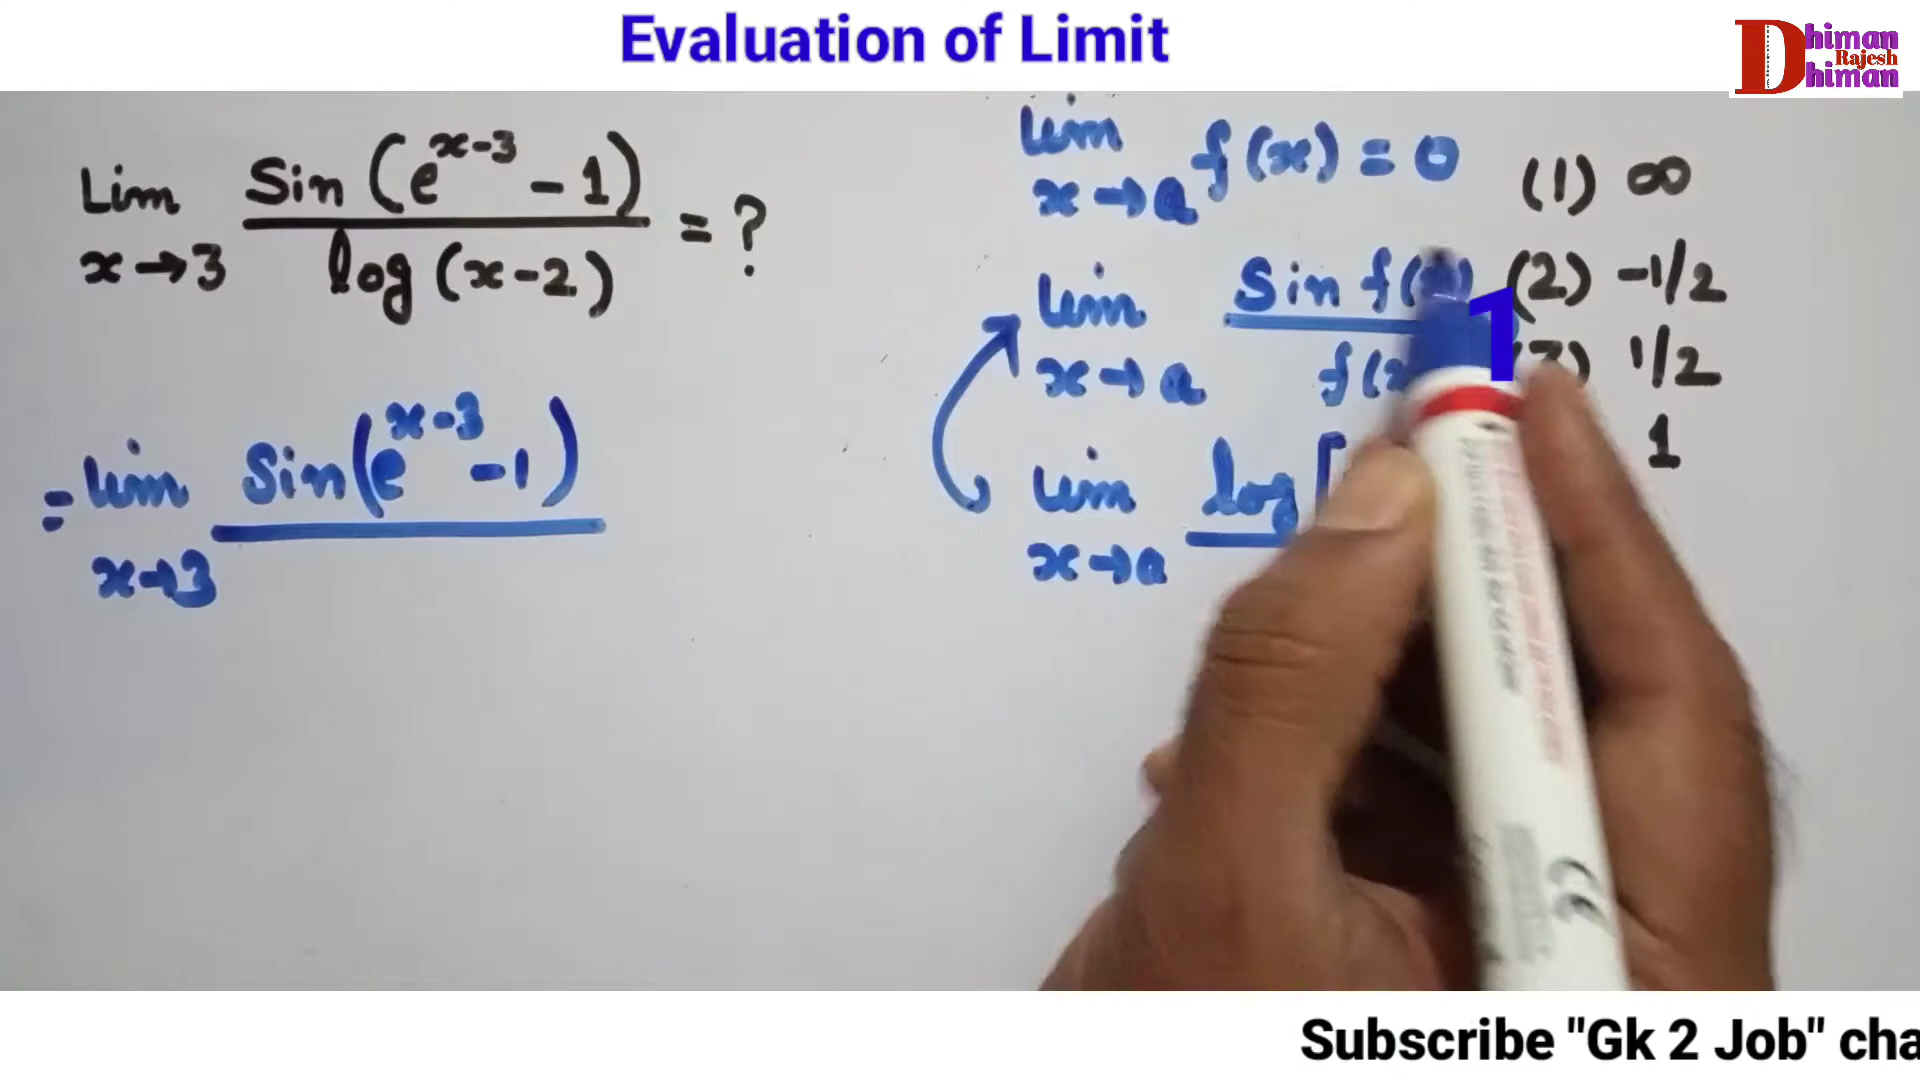 Evaluation of Limit
Dhiman
Rajesh
Dhiman
Lim x→3 Sin (e^x-3 - 1) / log (x-2) = ?
= lim x→3 Sin (e^x-3 - 1)
lim x→a f(x) = 0
lim x→a Sin f( / f(
1
lim x→a log [
(1) ∞
(2) -1/2
1/2
1
Subscribe "Gk 2 Job" cha